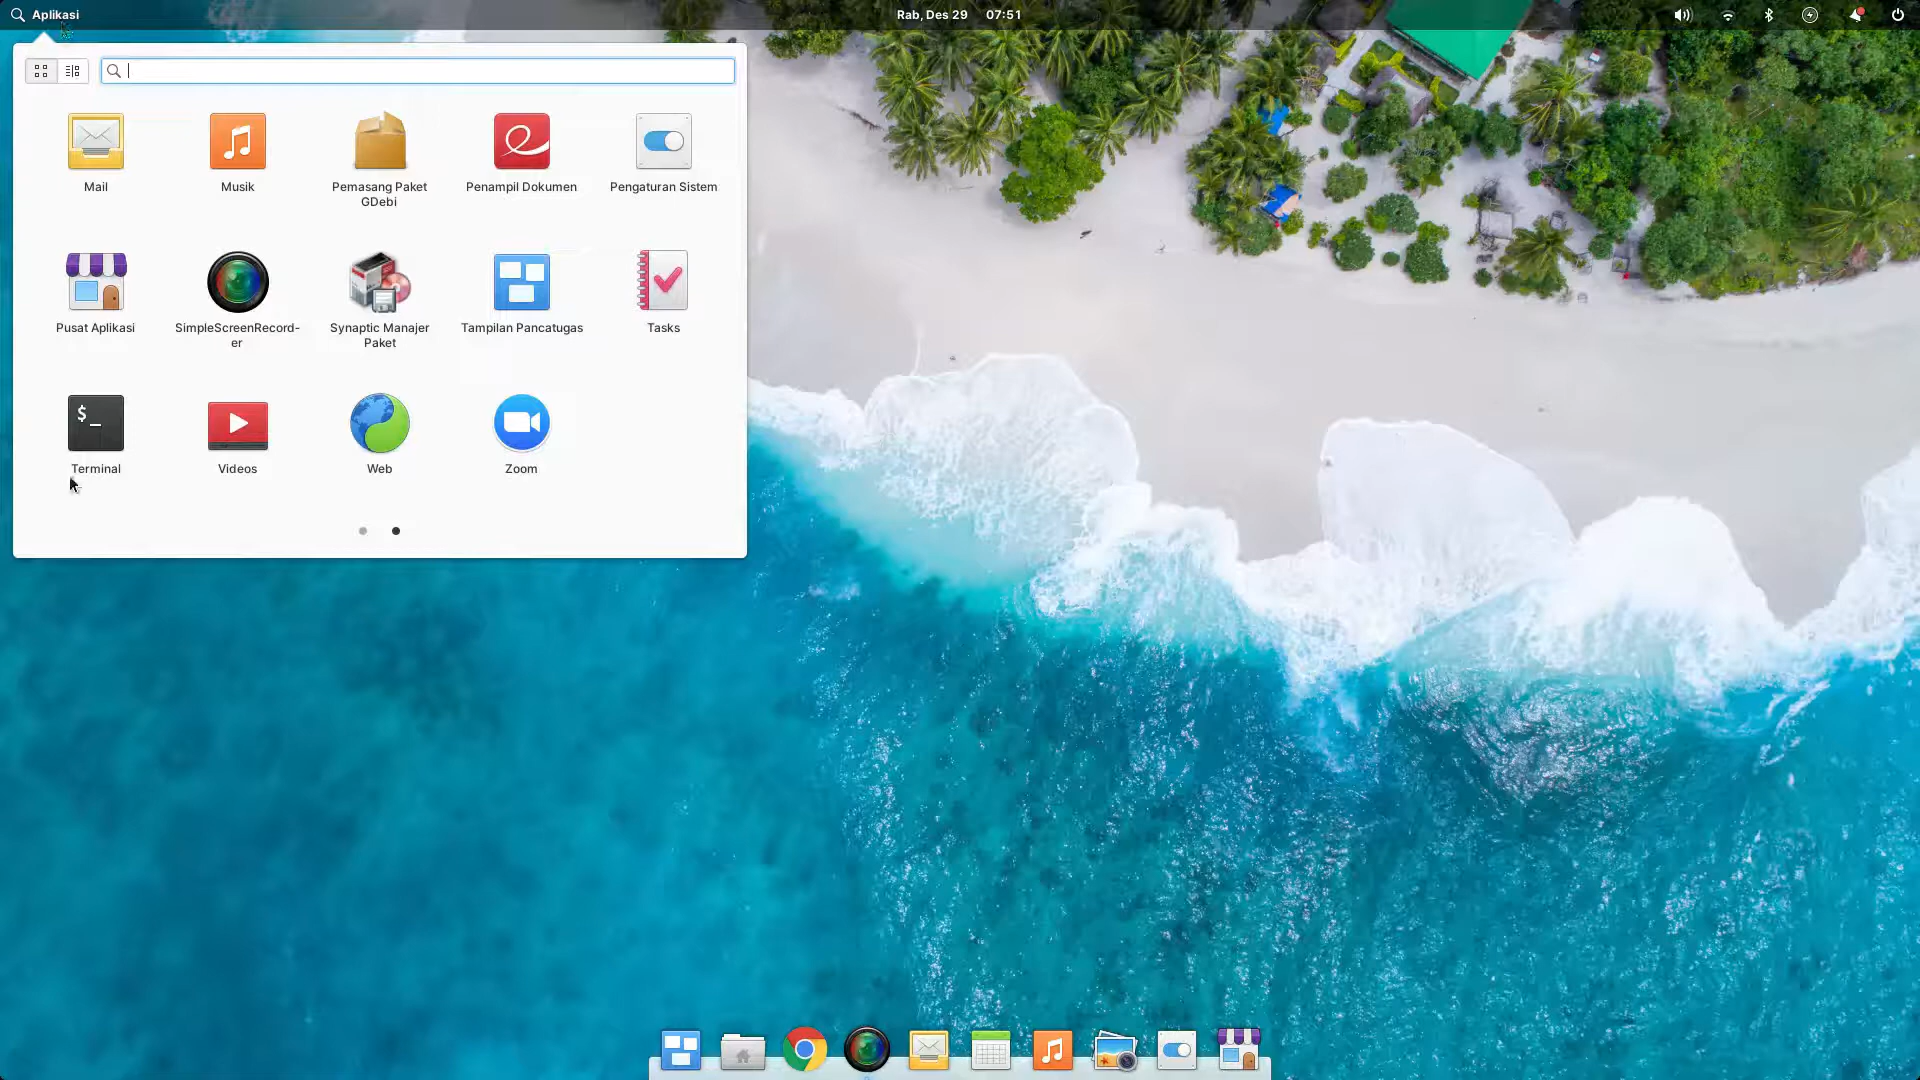 Aplikasi
Rab, Des 29 07:51
Mail
Musik
Pemasang Paket
GDebi
Penampil Dokumen
Pengaturan Sistem
Pusat Aplikasi
SimpleScreenRecord-
er
Synaptic Manajer
Paket
Tampilan Pancatugas
Tasks
$_
Terminal
Videos
Web
Zoom